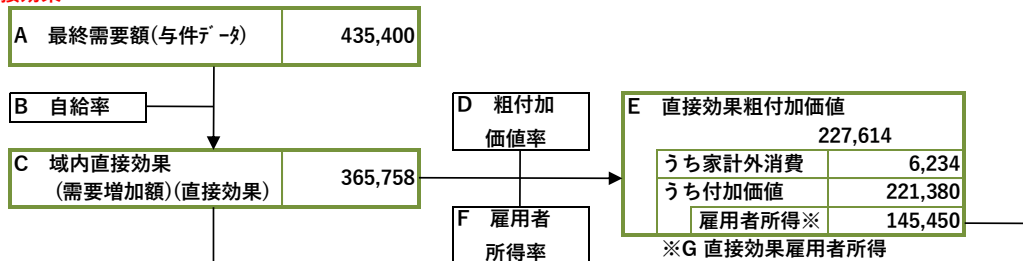 接効果
A 最終需要額(与件ﾃﾞｰﾀ) 435,400
B 自給率
C 域内直接効果
(需要増加額)(直接効果)
365,758
D 粗付加
価値率
F 雇用者
所得率
E 直接効果粗付加価値
227,614
うち家計外消費 6,234
うち付加価値 221,380
雇用者所得※ 145,450
※G 直接効果雇用者所得